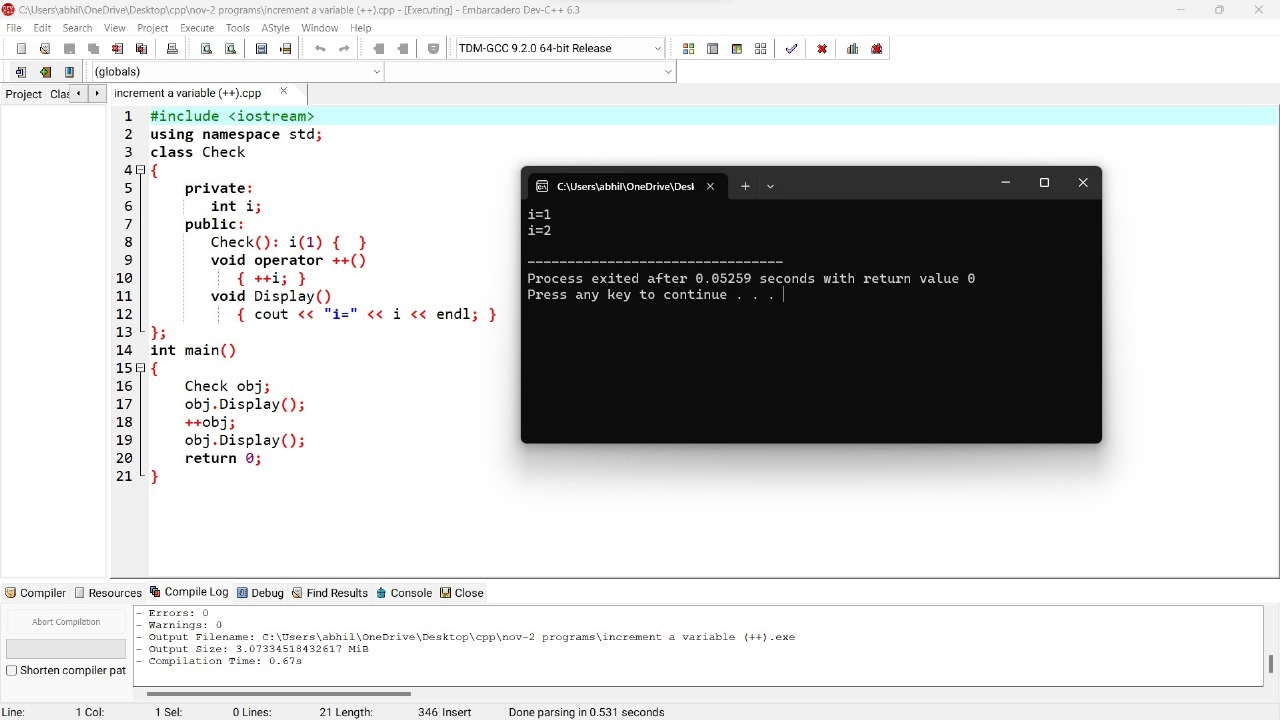 C:\Users\abhil\OneDrive\Desktop\cpp\nov-2 programs\increment a variable (++).cpp - [Executing] - Embarcadero Dev-C++ 6.3
File Edit Search View Project Execute Tools AStyle Window Help
TDM-GCC 9.2.0 64-bit Release
(globals)
Project Clas
increment a variable (++).cpp
1 #include <iostream>
2 using namespace std;
3 class Check
4 {
5 private:
6 int i;
7 public:
8 Check(): i(1) {  }
9 void operator ++()
10 { ++i; }
11 void Display()
12 { cout << "i=" << i << endl; }
13 };
14 int main()
15 {
16 Check obj;
17 obj.Display();
18 ++obj;
19 obj.Display();
20 return 0;
21 }
C:\Users\abhil\OneDrive\Desl
i=1
i=2
--------------------------------
Process exited after 0.05259 seconds with return value 0
Press any key to continue . . .
Compiler Resources Compile Log Debug Find Results Console Close
Abort Compilation
Shorten compiler pat
- Errors: 0
- Warnings: 0
- Output Filename: C:\Users\abhil\OneDrive\Desktop\cpp\nov-2 programs\increment a variable (++).exe
- Output Size: 3.07334518432617 MiB
- Compilation Time: 0.67s
Line: 1 Col: 1 Sel: 0 Lines: 21 Length: 346 Insert Done parsing in 0.531 seconds